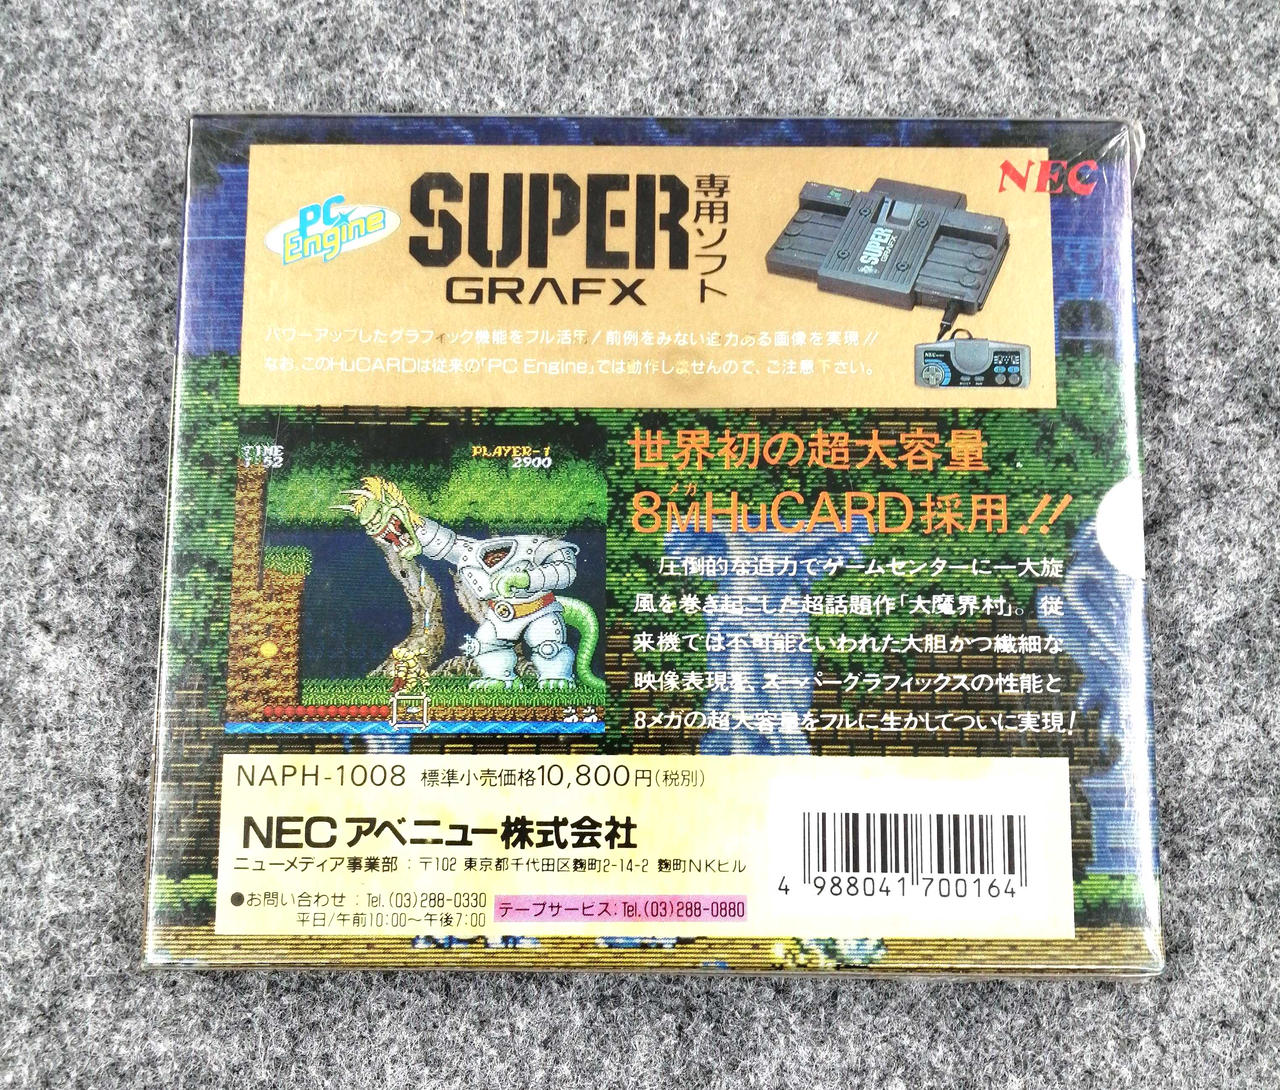 NEC
PC Engine
SUPER GRAFX
専用ソフト
SUPER
GRAFX
NEC
パワーアップしたグラフィック機能をフル活用!前例をみない迫力ある画像を実現!!
なお、このHuCARDは従来の「PC Engine」では動作しませんので、ご注意下さい。
TIME PLAYER-1
1:52 2900
世界初の超大容量
メガ
8MHuCARD採用!!
圧倒的な迫力でゲームセンターに一大旋
風を巻き起こした超話題作「大魔界村」。従
来機では不可能といわれた大胆かつ繊細な
映像表現を、スーパーグラフィックスの性能と
8メガの超大容量をフルに生かしてついに実現!
NAPH-1008 標準小売価格10,800円(税別)
NECアベニュー株式会社
ニューメディア事業部:〒102 東京都千代田区麹町2-14-2 麹町NKビル
●お問い合わせ:Tel.(03)288-0330
平日/午前10:00〜午後7:00
テープサービス:Tel.(03)288-0880
4 988041 700164